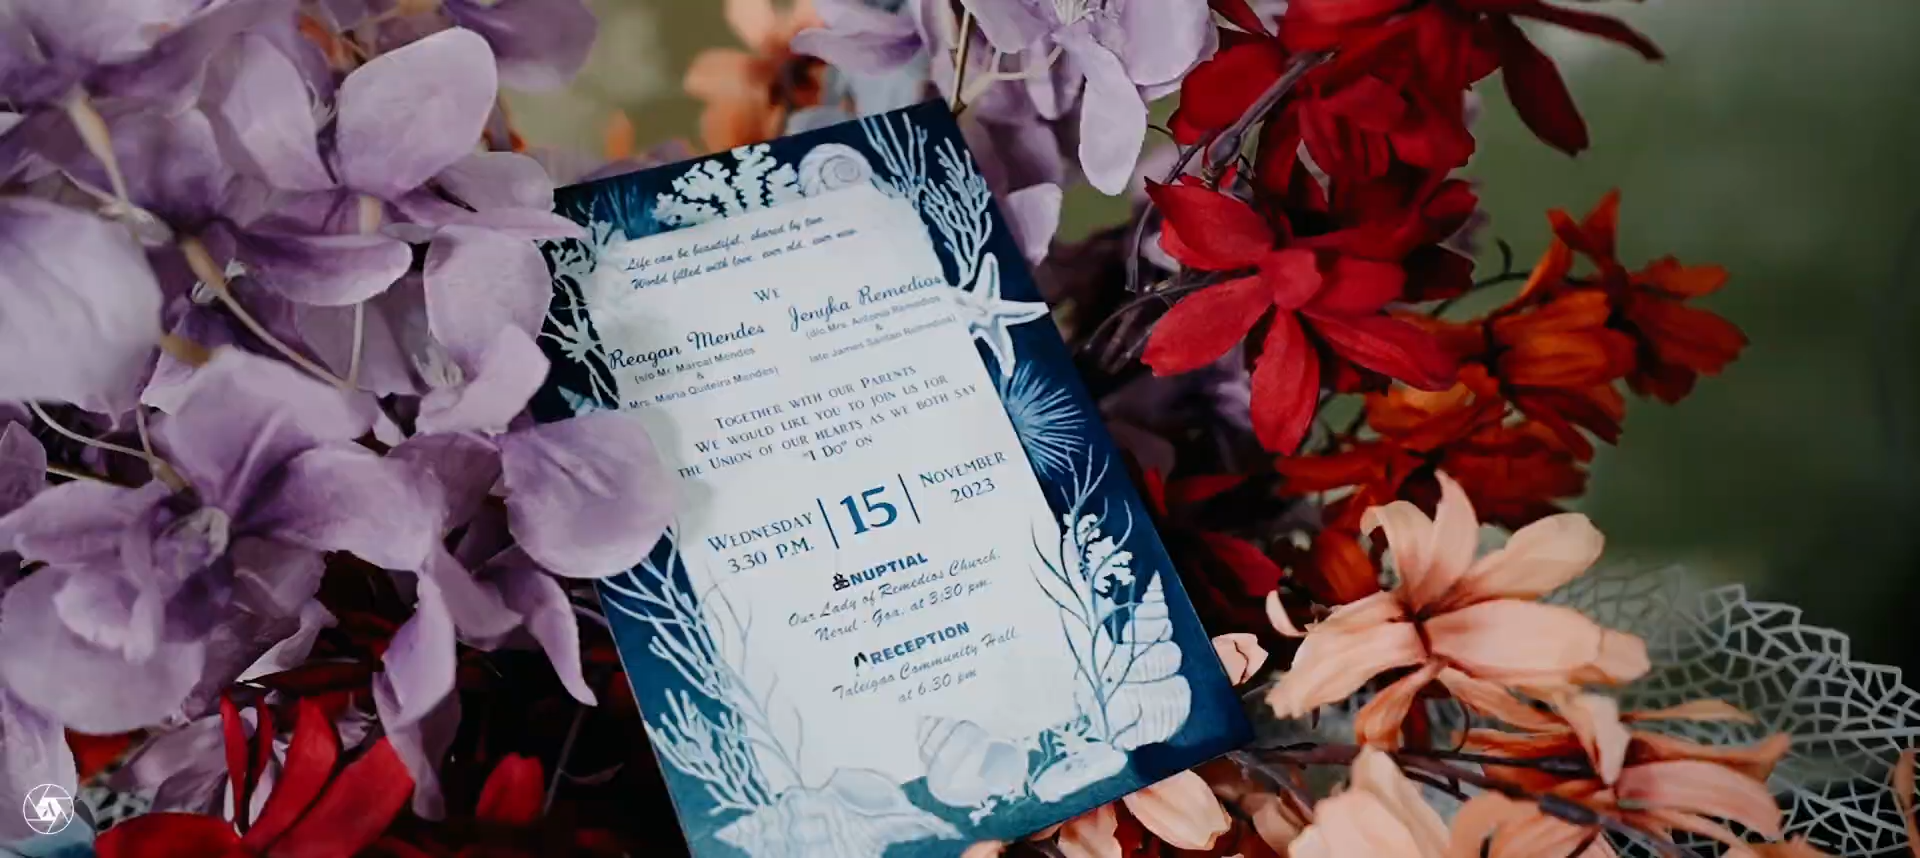 Life can be beautiful, shared by two
World filled with love, ever old, ever new
WE
Reagan Mendes
(s/o Mr. Marcal Mendes
&
Mrs. Maria Quiteira Mendes)
Jenyka Remedios
(d/o Mrs. Antonia Remedios
&
late James Santan Remedios)
TOGETHER WITH OUR PARENTS
WE WOULD LIKE YOU TO JOIN US FOR
THE UNION OF OUR HEARTS AS WE BOTH SAY
"I DO" ON
WEDNESDAY
3.30 P.M.
15
NOVEMBER
2023
NUPTIAL
Our Lady of Remedios Church,
Nerul - Goa, at 3:30 pm.
RECEPTION
Taleigao Community Hall
at 6.30 pm